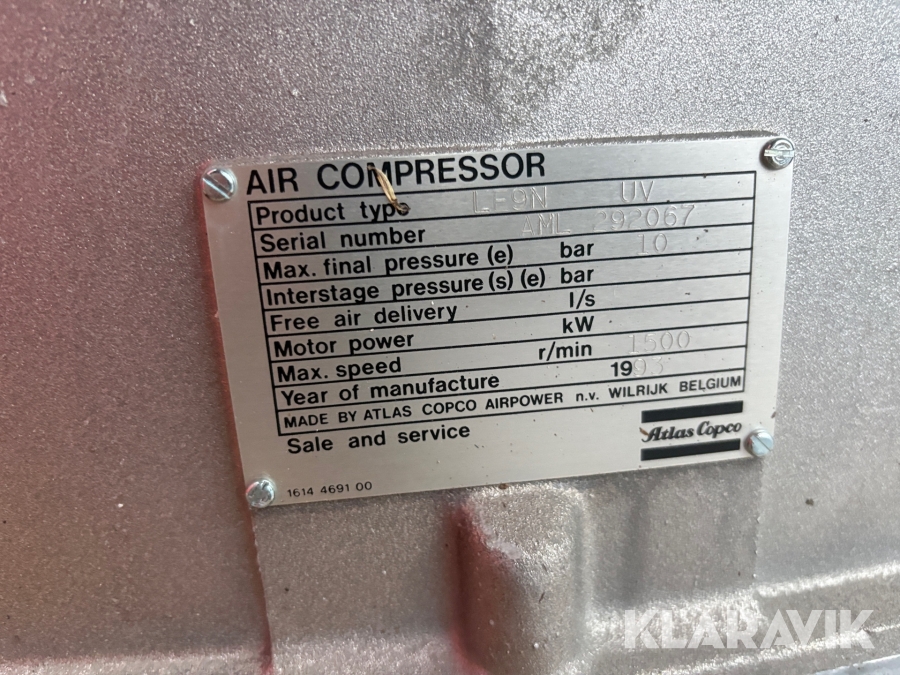 AIR COMPRESSOR
Product type LF9N UV
Serial number AML 292067
Max. final pressure (e) bar 10
Interstage pressure(s) (e) bar
Free air delivery l/s
Motor power kW
Max. speed r/min 1500
Year of manufacture 1993
MADE BY ATLAS COPCO AIRPOWER n.v. WILRIJK BELGIUM
Sale and service
Atlas Copco
1614 4691 00
KLARAVIK